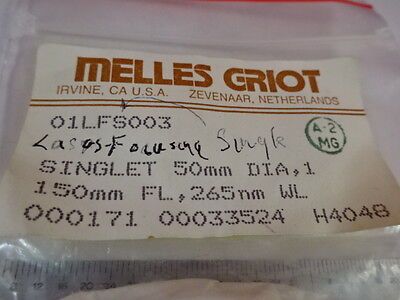 MELLES GRIOT
IRVINE, CA U.S.A. ZEVENAAR, NETHERLANDS
01LFS003
A-2
MG
Laser Focusing Single
SINGLET 50mm DIA,1
150mm FL,265nm WL
000171 00033524 H4048